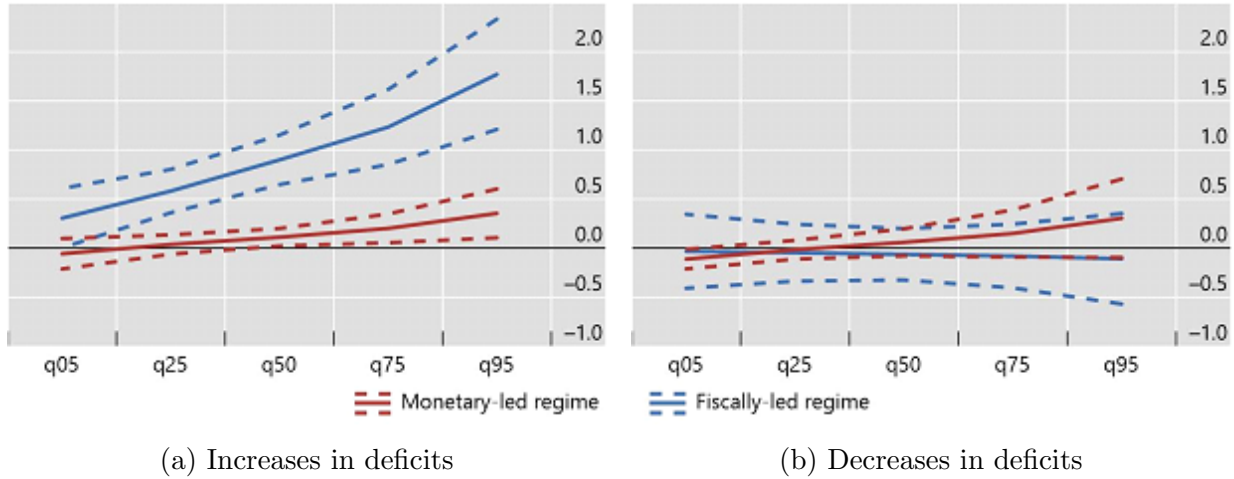 2.0
1.5
1.0
0.5
0.0
–0.5
–1.0
q05 q25 q50 q75 q95
2.0
1.5
1.0
0.5
0.0
–0.5
–1.0
q05 q25 q50 q75 q95
Monetary-led regime Fiscally-led regime
(a) Increases in deficits
(b) Decreases in deficits